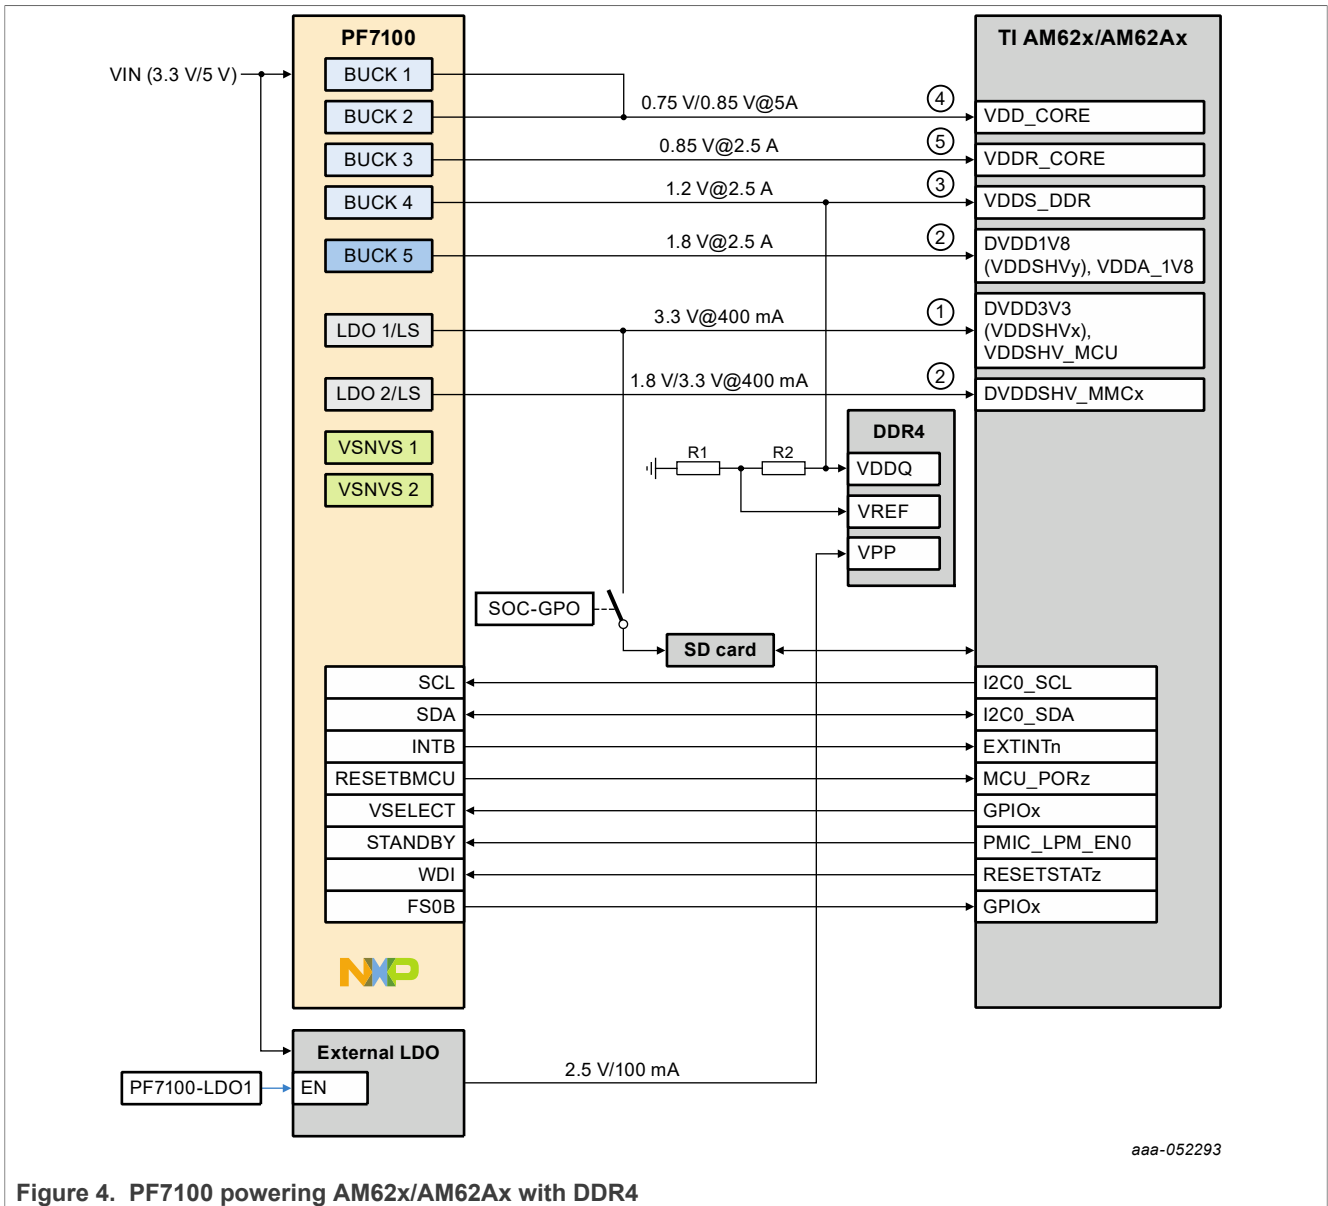 PF7100
TI AM62x/AM62Ax
VIN (3.3 V/5 V)
BUCK 1
0.75 V/0.85 V@5A
4
BUCK 2
VDD_CORE
0.85 V@2.5 A
5
BUCK 3
VDDR_CORE
1.2 V@2.5 A
3
BUCK 4
VDDS_DDR
1.8 V@2.5 A
2
BUCK 5
DVDD1V8
(VDDSHVy), VDDA_1V8
3.3 V@400 mA
1
LDO 1/LS
DVDD3V3
(VDDSHVx),
VDDSHV_MCU
1.8 V/3.3 V@400 mA
2
LDO 2/LS
DVDDSHV_MMCx
DDR4
VSNVS 1
R1
R2
VDDQ
VSNVS 2
VREF
VPP
SOC-GPO
SD card
SCL
I2C0_SCL
SDA
I2C0_SDA
INTB
EXTINTn
RESETBMCU
MCU_PORz
VSELECT
GPIOx
STANDBY
PMIC_LPM_EN0
WDI
RESETSTATz
FS0B
GPIOx
NXP
External LDO
2.5 V/100 mA
PF7100-LDO1
EN
aaa-052293
Figure 4. PF7100 powering AM62x/AM62Ax with DDR4